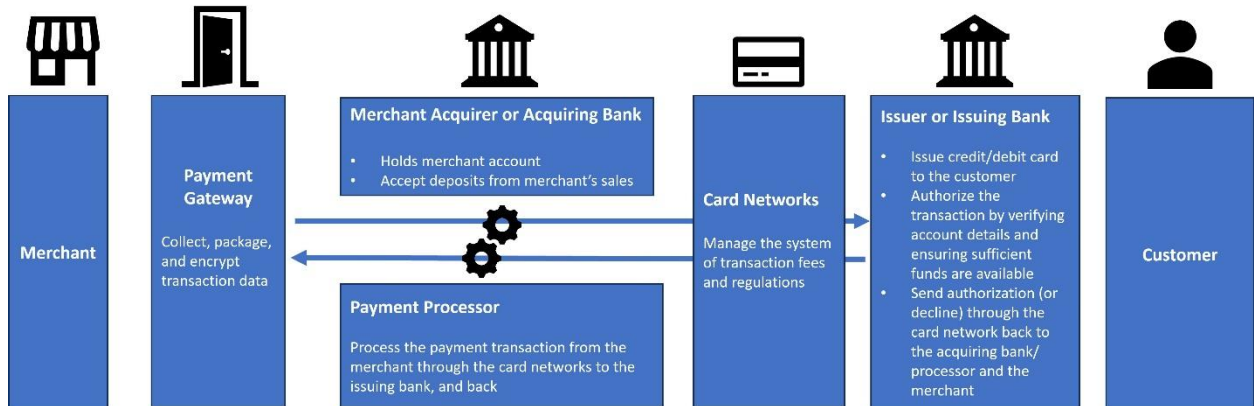 Merchant
Payment
Gateway
Collect, package,
and encrypt
transaction data
Merchant Acquirer or Acquiring Bank
• Holds merchant account
• Accept deposits from merchant's sales
Payment Processor
Process the payment transaction from the
merchant through the card networks to the
issuing bank, and back
Card Networks
Manage the system
of transaction fees
and regulations
Issuer or Issuing Bank
• Issue credit/debit card
to the customer
• Authorize the
transaction by verifying
account details and
ensuring sufficient
funds are available
• Send authorization (or
decline) through the
card network back to
the acquiring bank/
processor and the
merchant
Customer